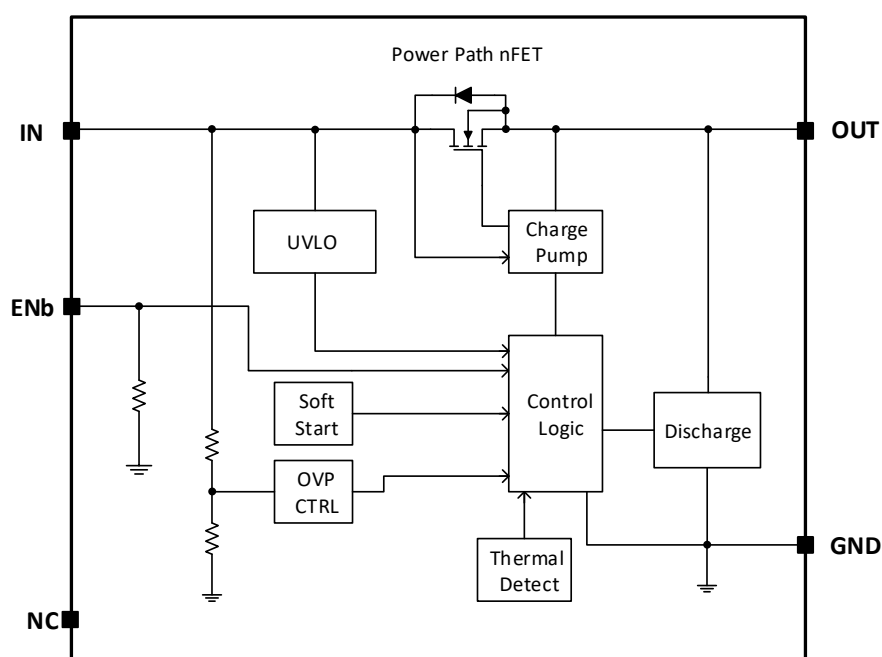 Power Path nFET
IN
OUT
UVLO
Charge
Pump
ENb
Soft
Start
Control
Logic
Discharge
OVP
CTRL
Thermal
Detect
GND
NC